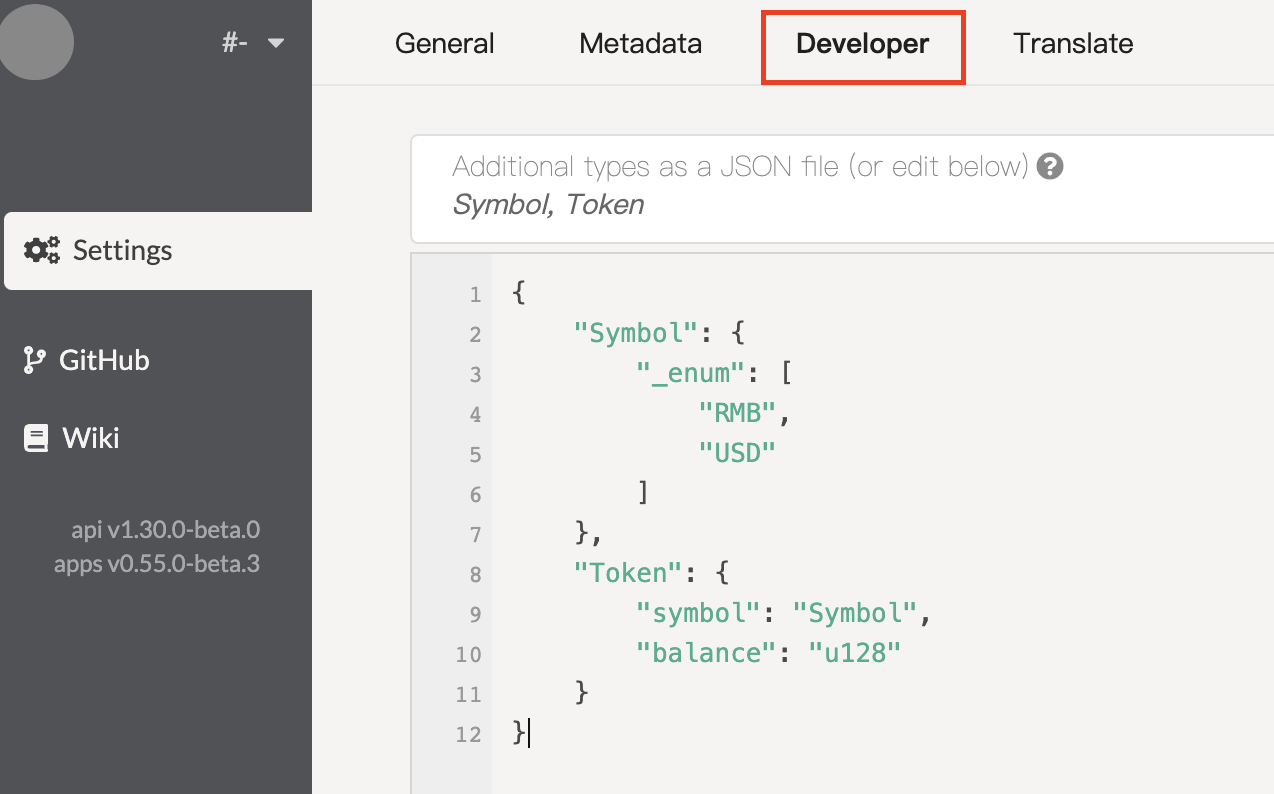 #-
General
Metadata
Developer
Translate
Additional types as a JSON file (or edit below) ?
Symbol, Token
Settings
GitHub
Wiki
api v1.30.0-beta.0
apps v0.55.0-beta.3
1 {
2     "Symbol": {
3         "_enum": [
4             "RMB",
5             "USD"
6         ]
7     },
8     "Token": {
9         "symbol": "Symbol",
10         "balance": "u128"
11     }
12 }